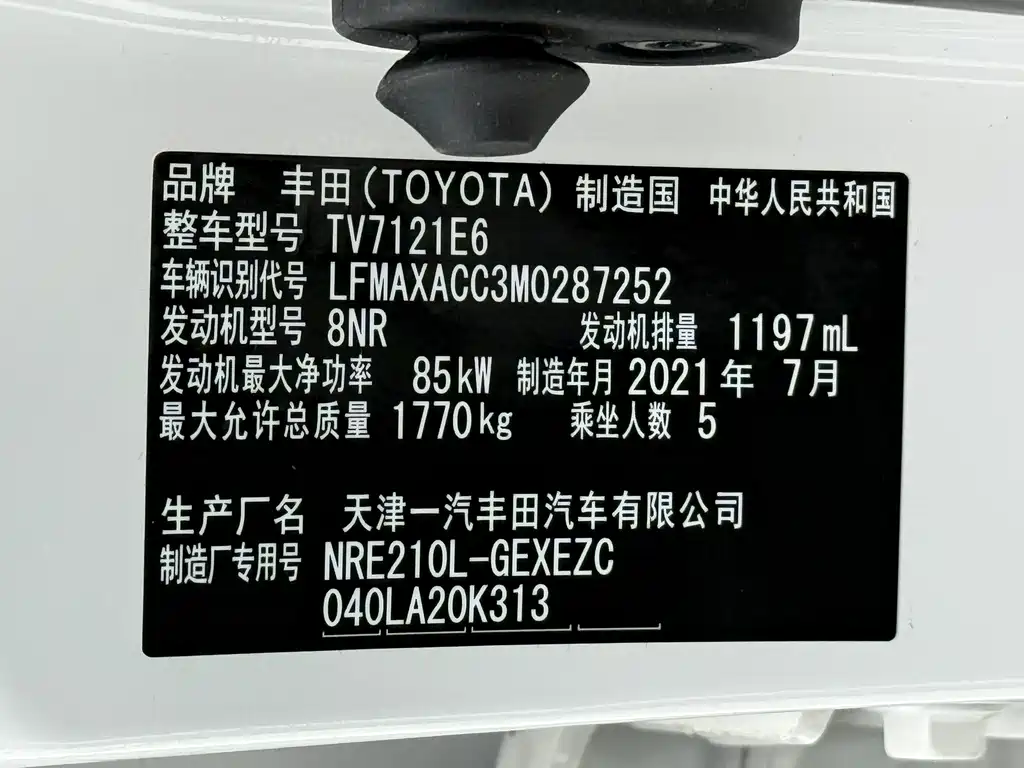 品牌 丰田(TOYOTA) 制造国 中华人民共和国
整车型号 TV7121E6
车辆识别代号 LFMAXACC3M0287252
发动机型号 8NR 发动机排量 1197mL
发动机最大净功率 85kW 制造年月 2021年 7月
最大允许总质量 1770kg 乘坐人数 5
生产厂名 天津一汽丰田汽车有限公司
制造厂专用号 NRE210L-GEXEZC
040LA20K313